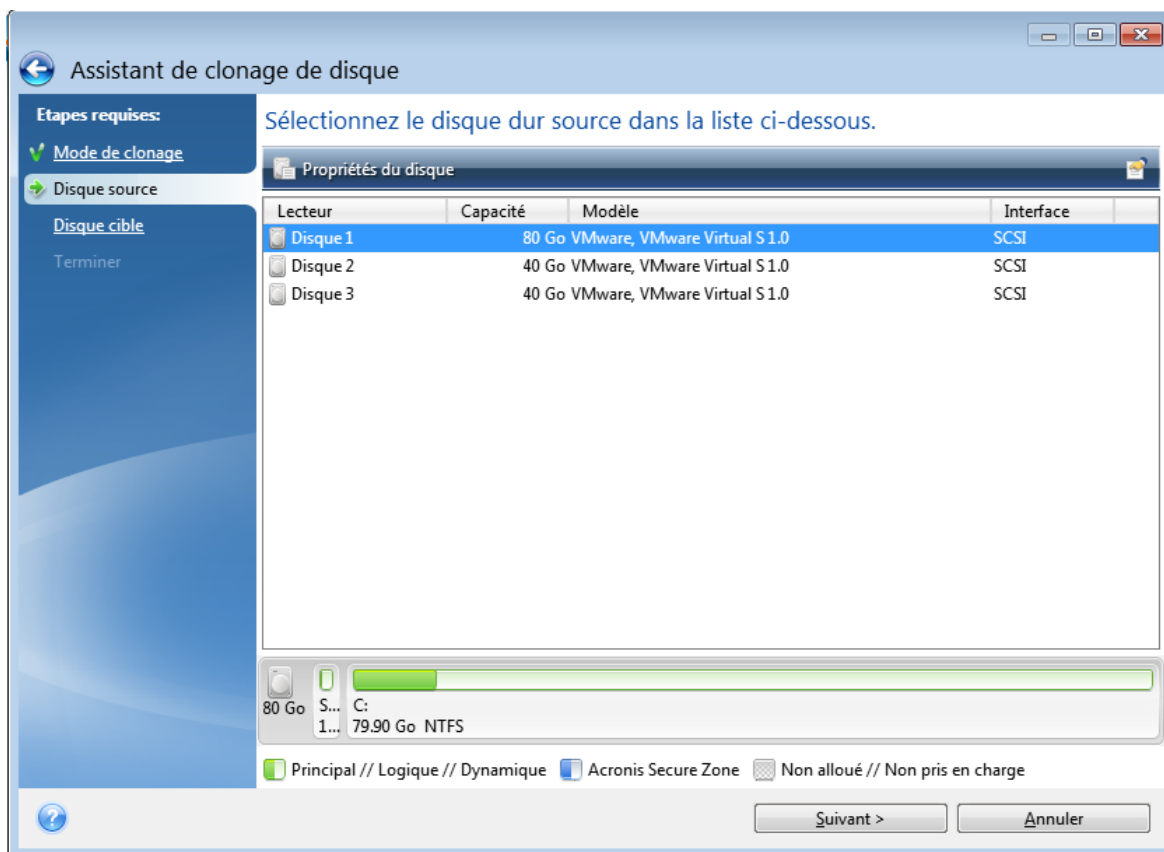 Assistant de clonage de disque
Etapes requises:
Mode de clonage
Disque source
Disque cible
Terminer
Sélectionnez le disque dur source dans la liste ci-dessous.
Propriétés du disque
Lecteur Capacité Modèle Interface
Disque 1 80 Go VMware, VMware Virtual S 1.0 SCSI
Disque 2 40 Go VMware, VMware Virtual S 1.0 SCSI
Disque 3 40 Go VMware, VMware Virtual S 1.0 SCSI
80 Go S... C:
1... 79.90 Go NTFS
Principal // Logique // Dynamique Acronis Secure Zone Non alloué // Non pris en charge
? Suivant > Annuler